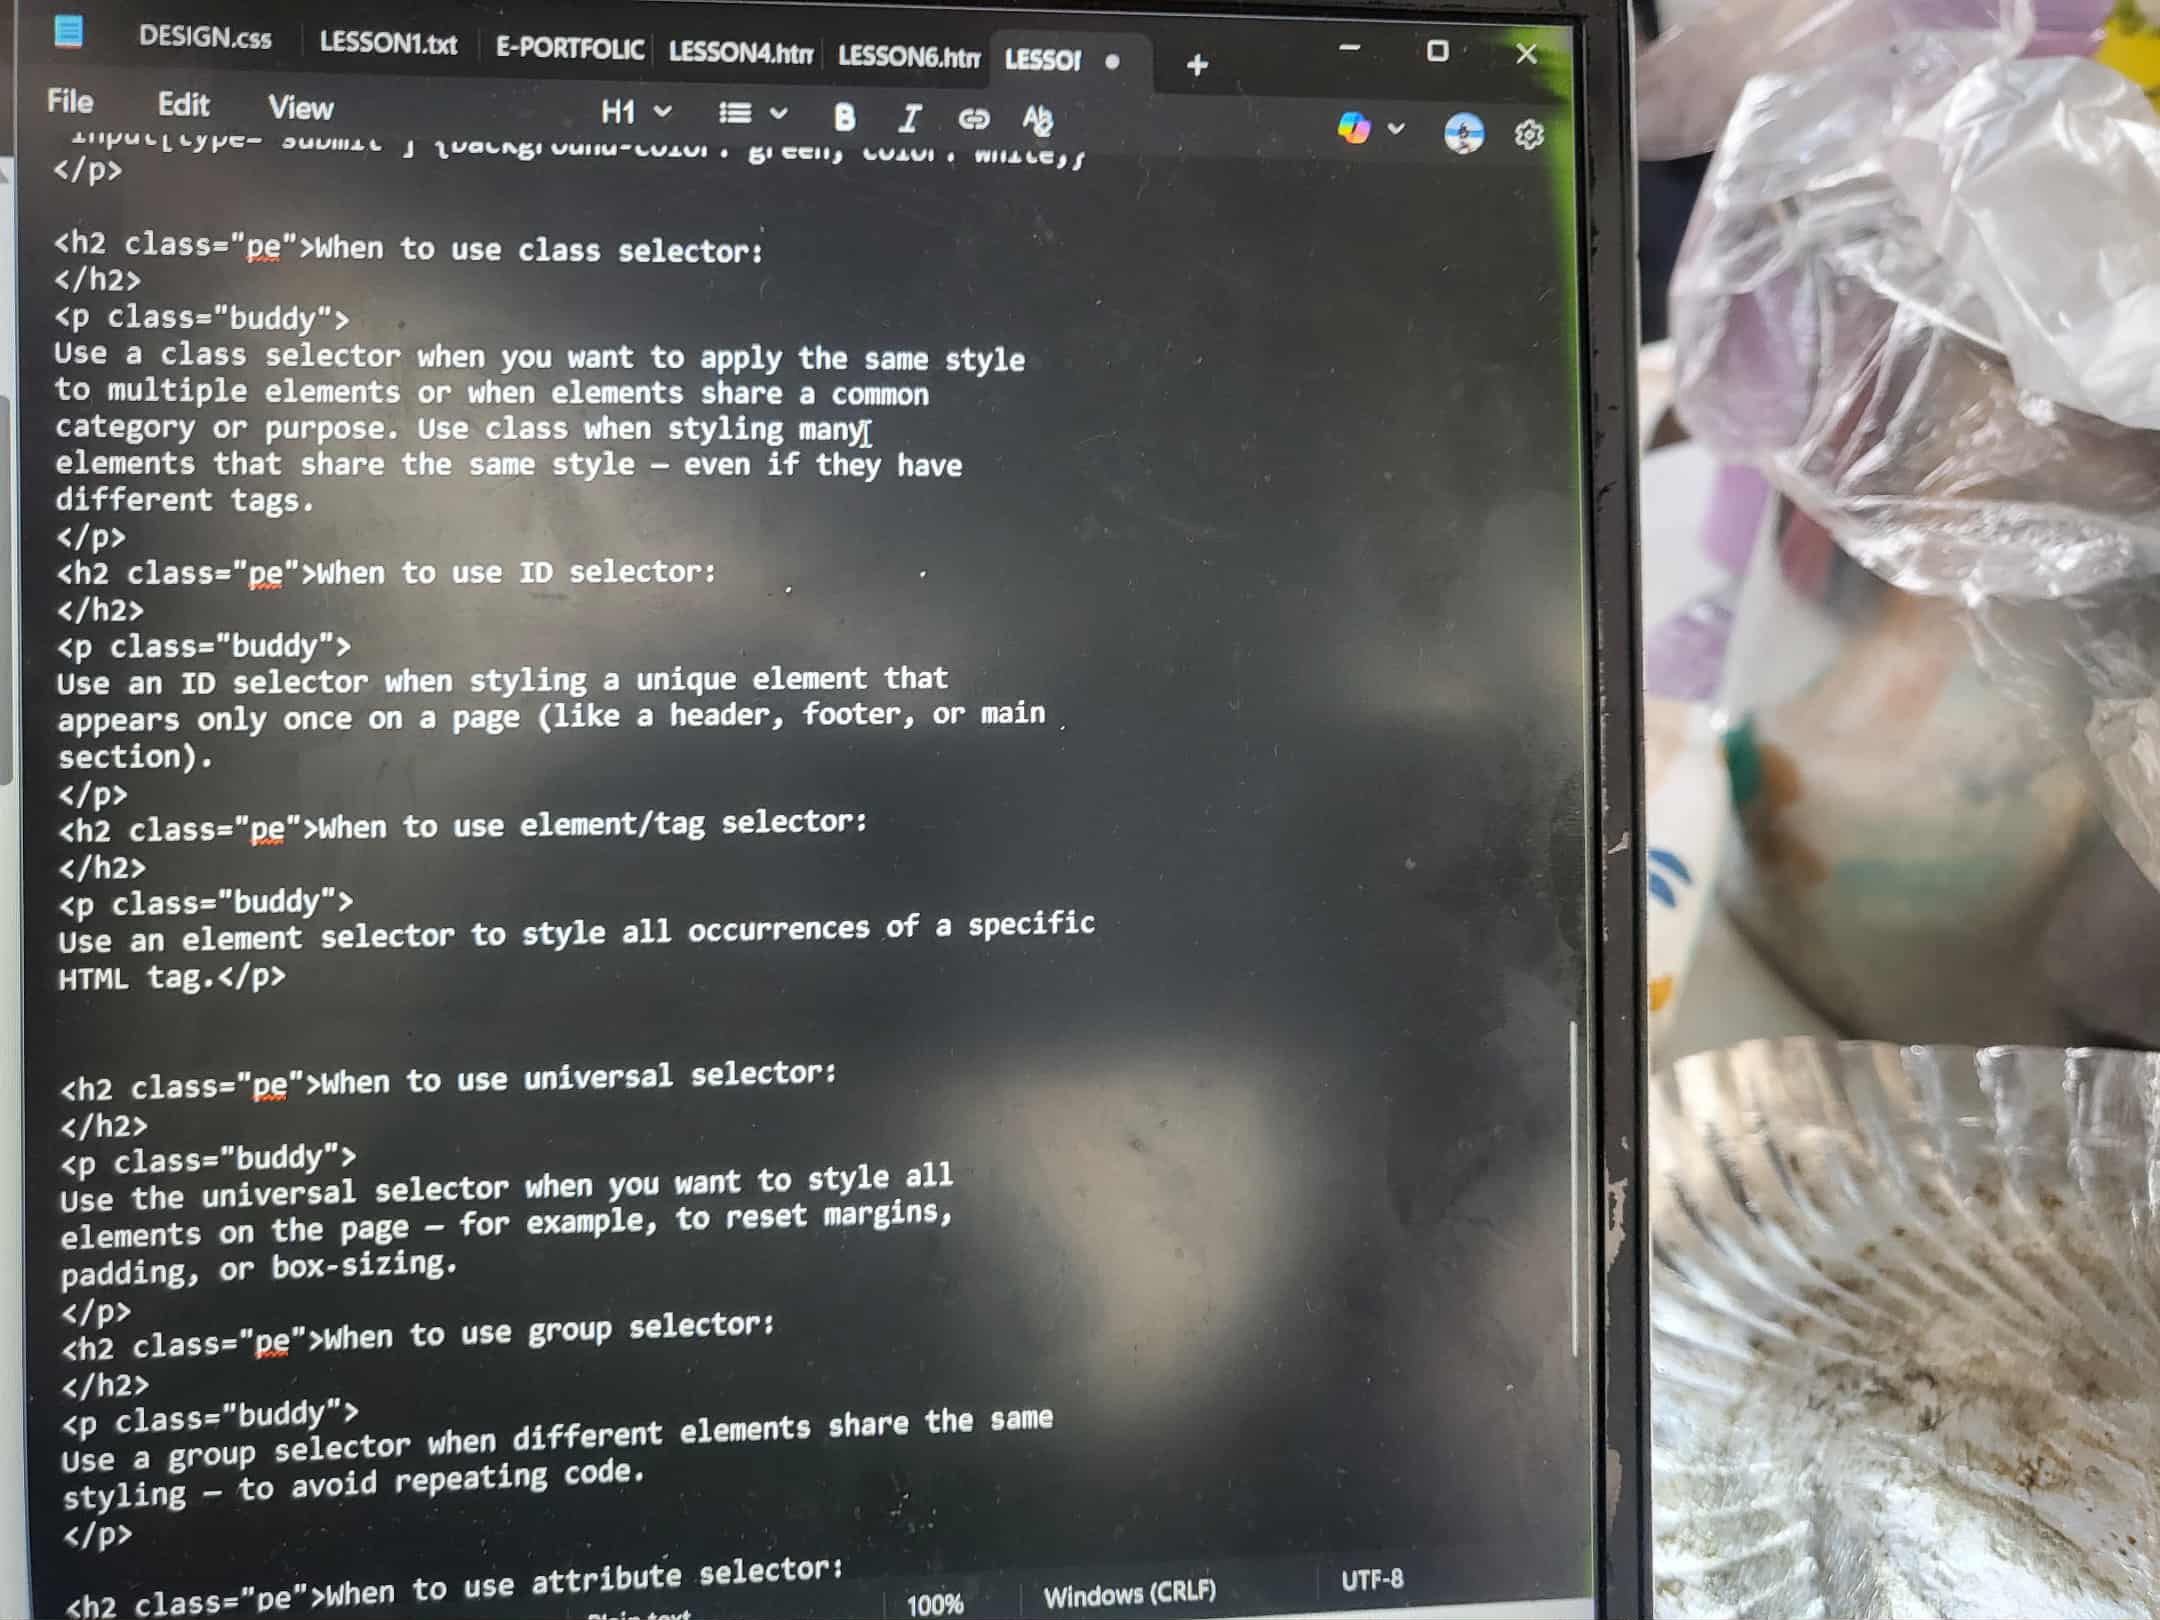 DESIGN.css LESSON1.txt E-PORTFOLIC LESSON4.htm LESSON6.htm LESSOI
File Edit View H1 B I
input[type="submit"] {background-color: green; color: white;}
</p>
<h2 class="pe">When to use class selector:
</h2>
<p class="buddy">
Use a class selector when you want to apply the same style
to multiple elements or when elements share a common
category or purpose. Use class when styling many
elements that share the same style — even if they have
different tags.
</p>
<h2 class="pe">When to use ID selector:
</h2>
<p class="buddy">
Use an ID selector when styling a unique element that
appears only once on a page (like a header, footer, or main
section).
</p>
<h2 class="pe">When to use element/tag selector:
</h2>
<p class="buddy">
Use an element selector to style all occurrences of a specific
HTML tag.</p>
<h2 class="pe">When to use universal selector:
</h2>
<p class="buddy">
Use the universal selector when you want to style all
elements on the page — for example, to reset margins,
padding, or box-sizing.
</p>
<h2 class="pe">When to use group selector:
</h2>
<p class="buddy">
Use a group selector when different elements share the same
styling — to avoid repeating code.
</p>
<h2 class="pe">When to use attribute selector:
Plain text 100% Windows (CRLF) UTF-8